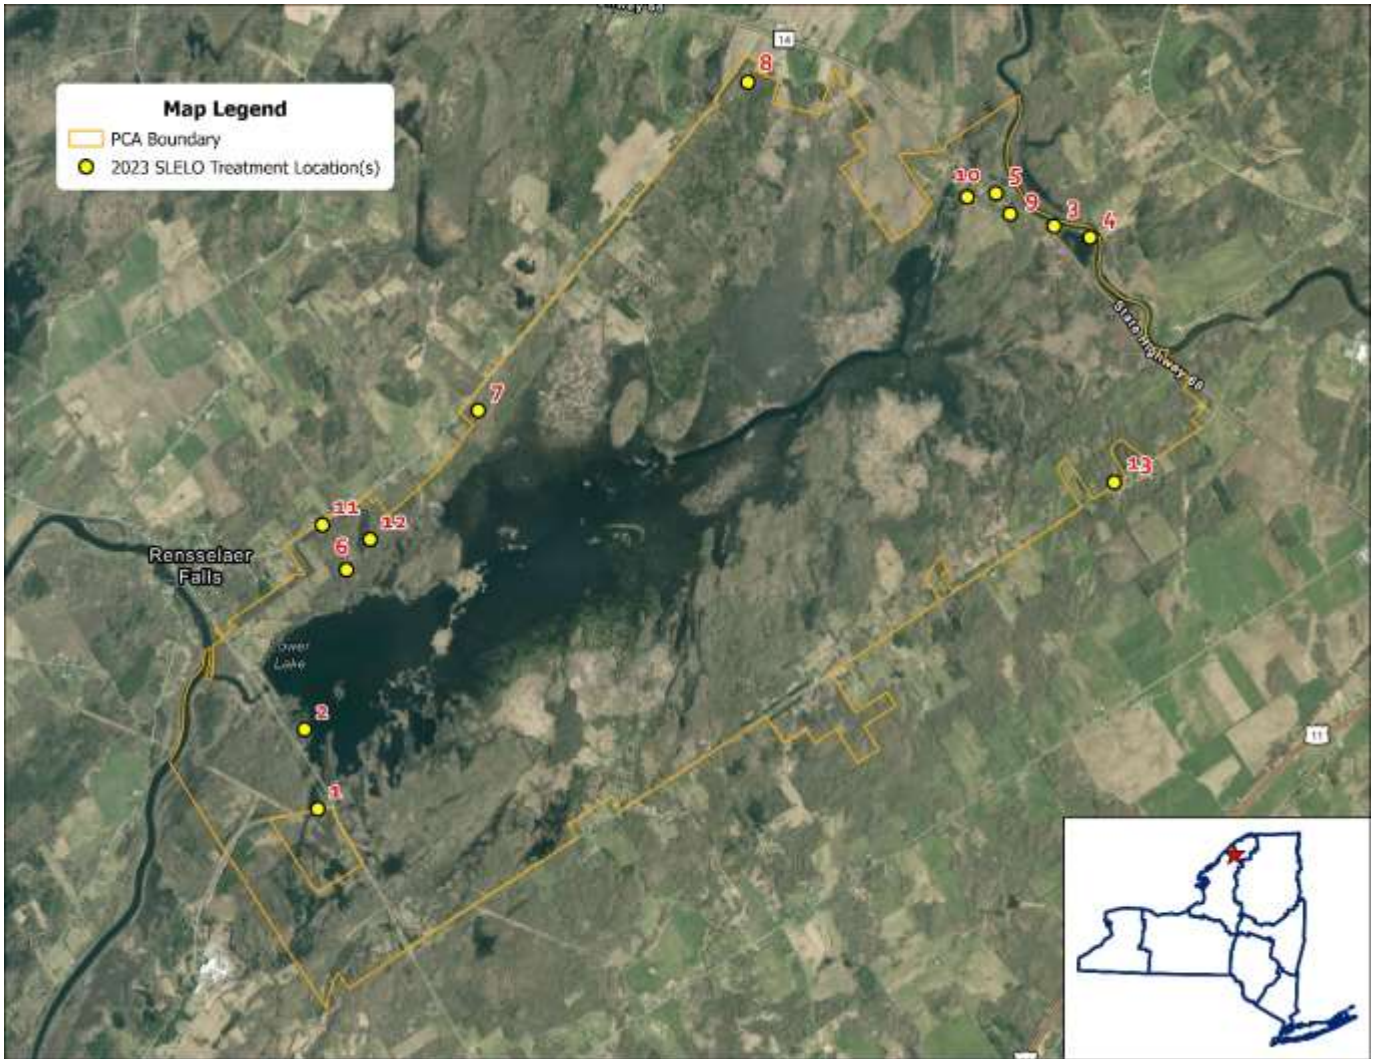 14
8
Map Legend
PCA Boundary
2023 SLELO Treatment Location(s)
10
5
9
3
4
State Highway 68
7
13
11
12
6
Rensselaer
Falls
Lower
Lake
2
11
1